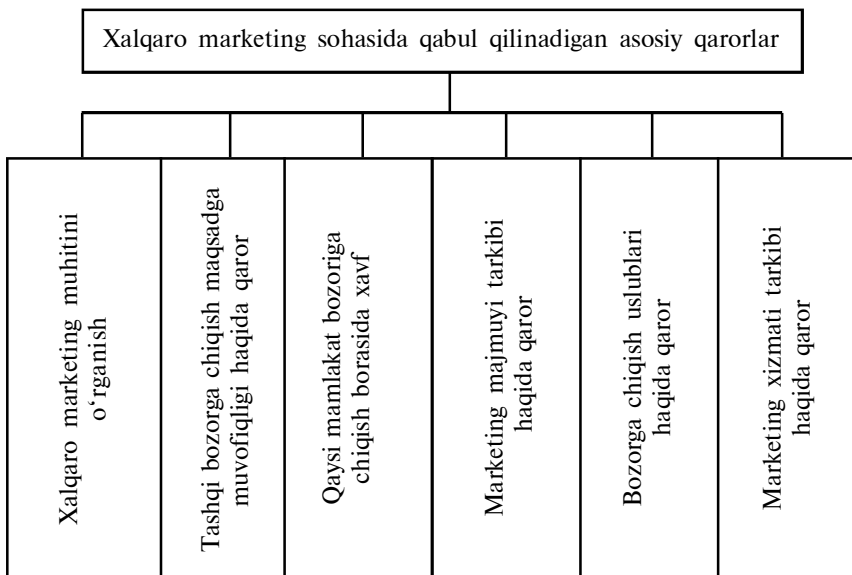 Xalqaro marketing sohasida qabul qilinadigan asosiy qarorlar
Xalqaro marketing muhitini
o‘rganish
Tashqi bozorga chiqish maqsadga
muvofiqligi haqida qaror
Qaysi mamlakat bozoriga
chiqish borasida xavf
Marketing majmuyi tarkibi
haqida qaror
Bozorga chiqish uslublari
haqida qaror
Marketing xizmati tarkibi
haqida qaror